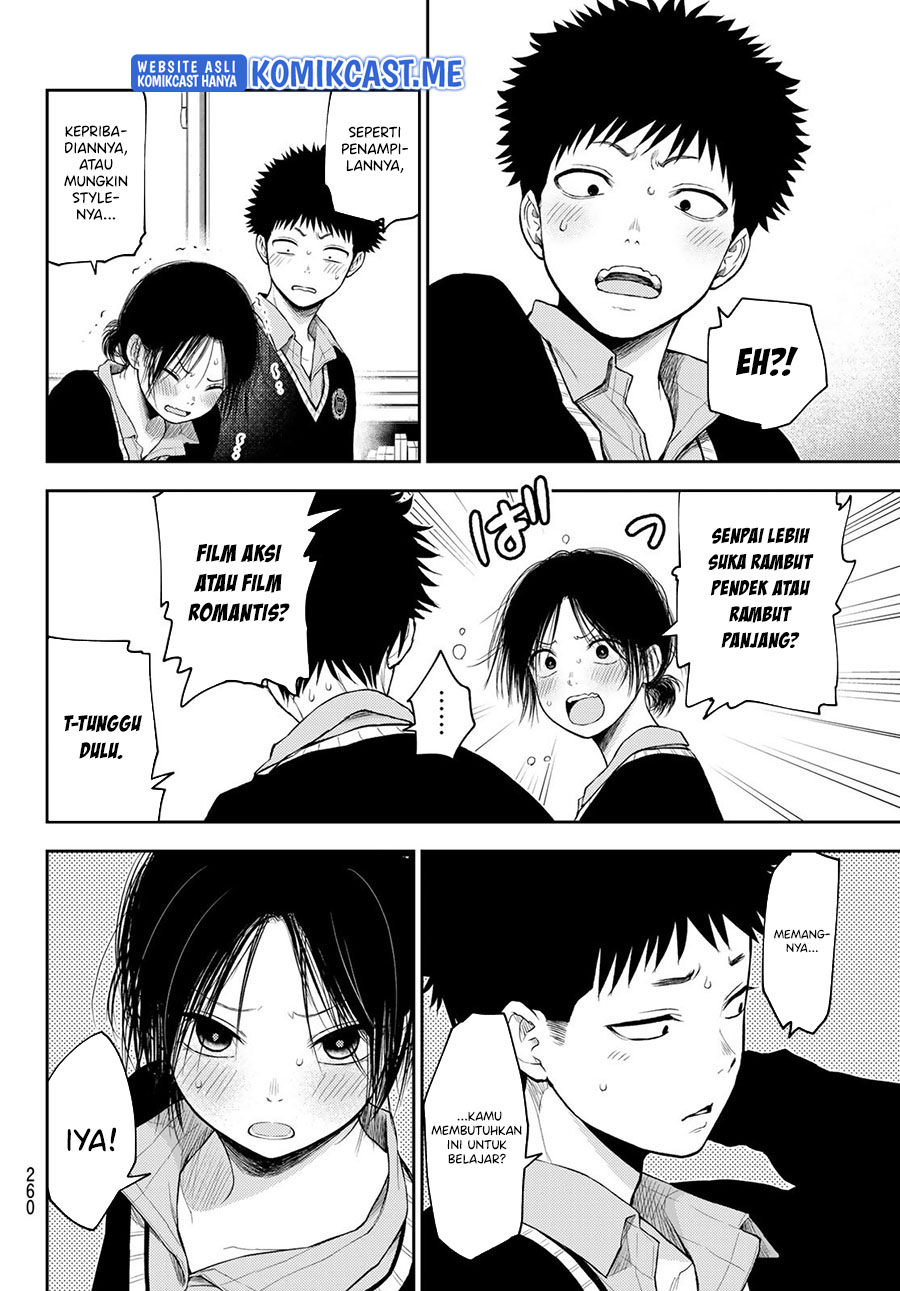 WEBSITE ASLI
KOMIKCAST HANYA
KOMIKCAST.ME
EH?!
SEPERTI
PENAMPI-
LANNYA,
KEPRIBA-
DIANNYA,
ATAU
MUNGKIN
STYLE-
NYA...
SENPAI LEBIH
SUKA RAMBUT
PENDEK ATAU
RAMBUT
PANJANG?
がばっ
FILM AKSI
ATAU FILM
ROMANTIS?
......
T-TUNGGU
DULU.
MEMANG-
NYA...
...KAMU
MEMBUTUHKAN
INI UNTUK
BELAJAR?
IYA!
260